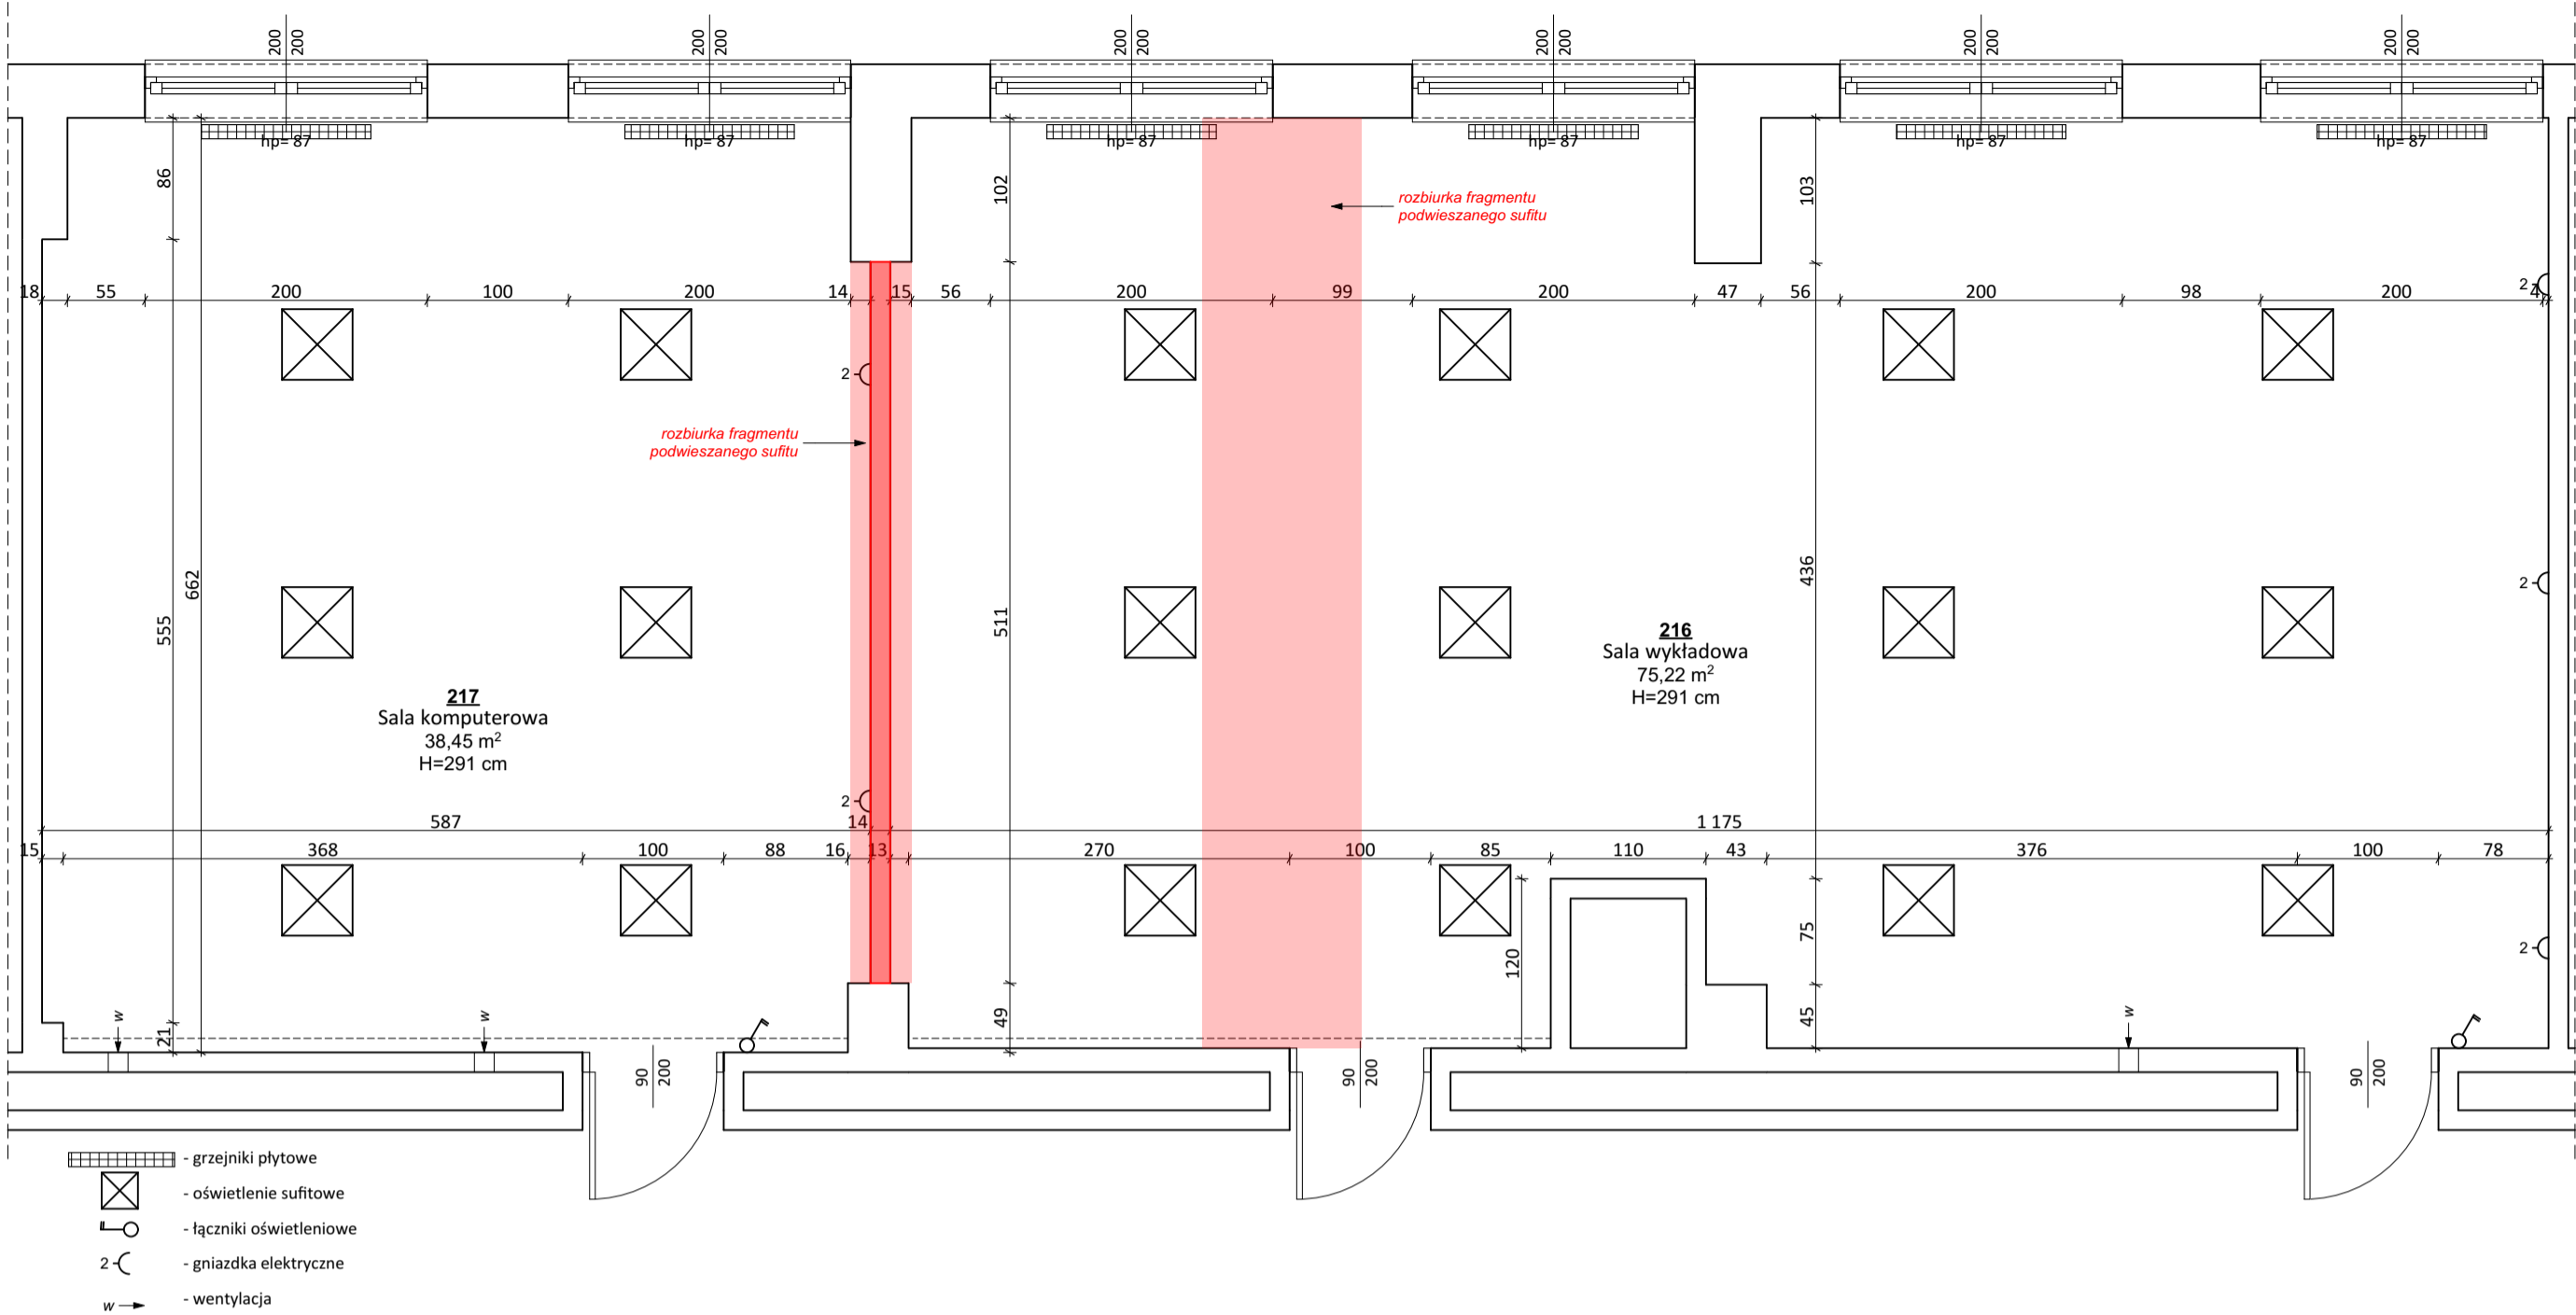 200 200 200 200 200 200 200 200 200 200 200 200
hp= 87 hp= 87 hp= 87 hp= 87 hp= 87 hp= 87
86 102 103
rozbiurka fragmentu
podwieszanego sufitu
18 55 200 100 200 14 15 56 200 99 200 47 56 200 98 200 4
2
2
rozbiurka fragmentu
podwieszanego sufitu
555 662 511 436
2
217
Sala komputerowa
38,45 m²
H=291 cm
216
Sala wykładowa
75,22 m²
H=291 cm
2
587 14 1 175
15 368 100 88 16 13 270 100 85 110 43 376 100 78
120 75
2
21 49 45
w w w
90 200 90 200 90 200
- grzejniki płytowe
- oświetlenie sufitowe
- łączniki oświetleniowe
2 - gniazdka elektryczne
w - wentylacja